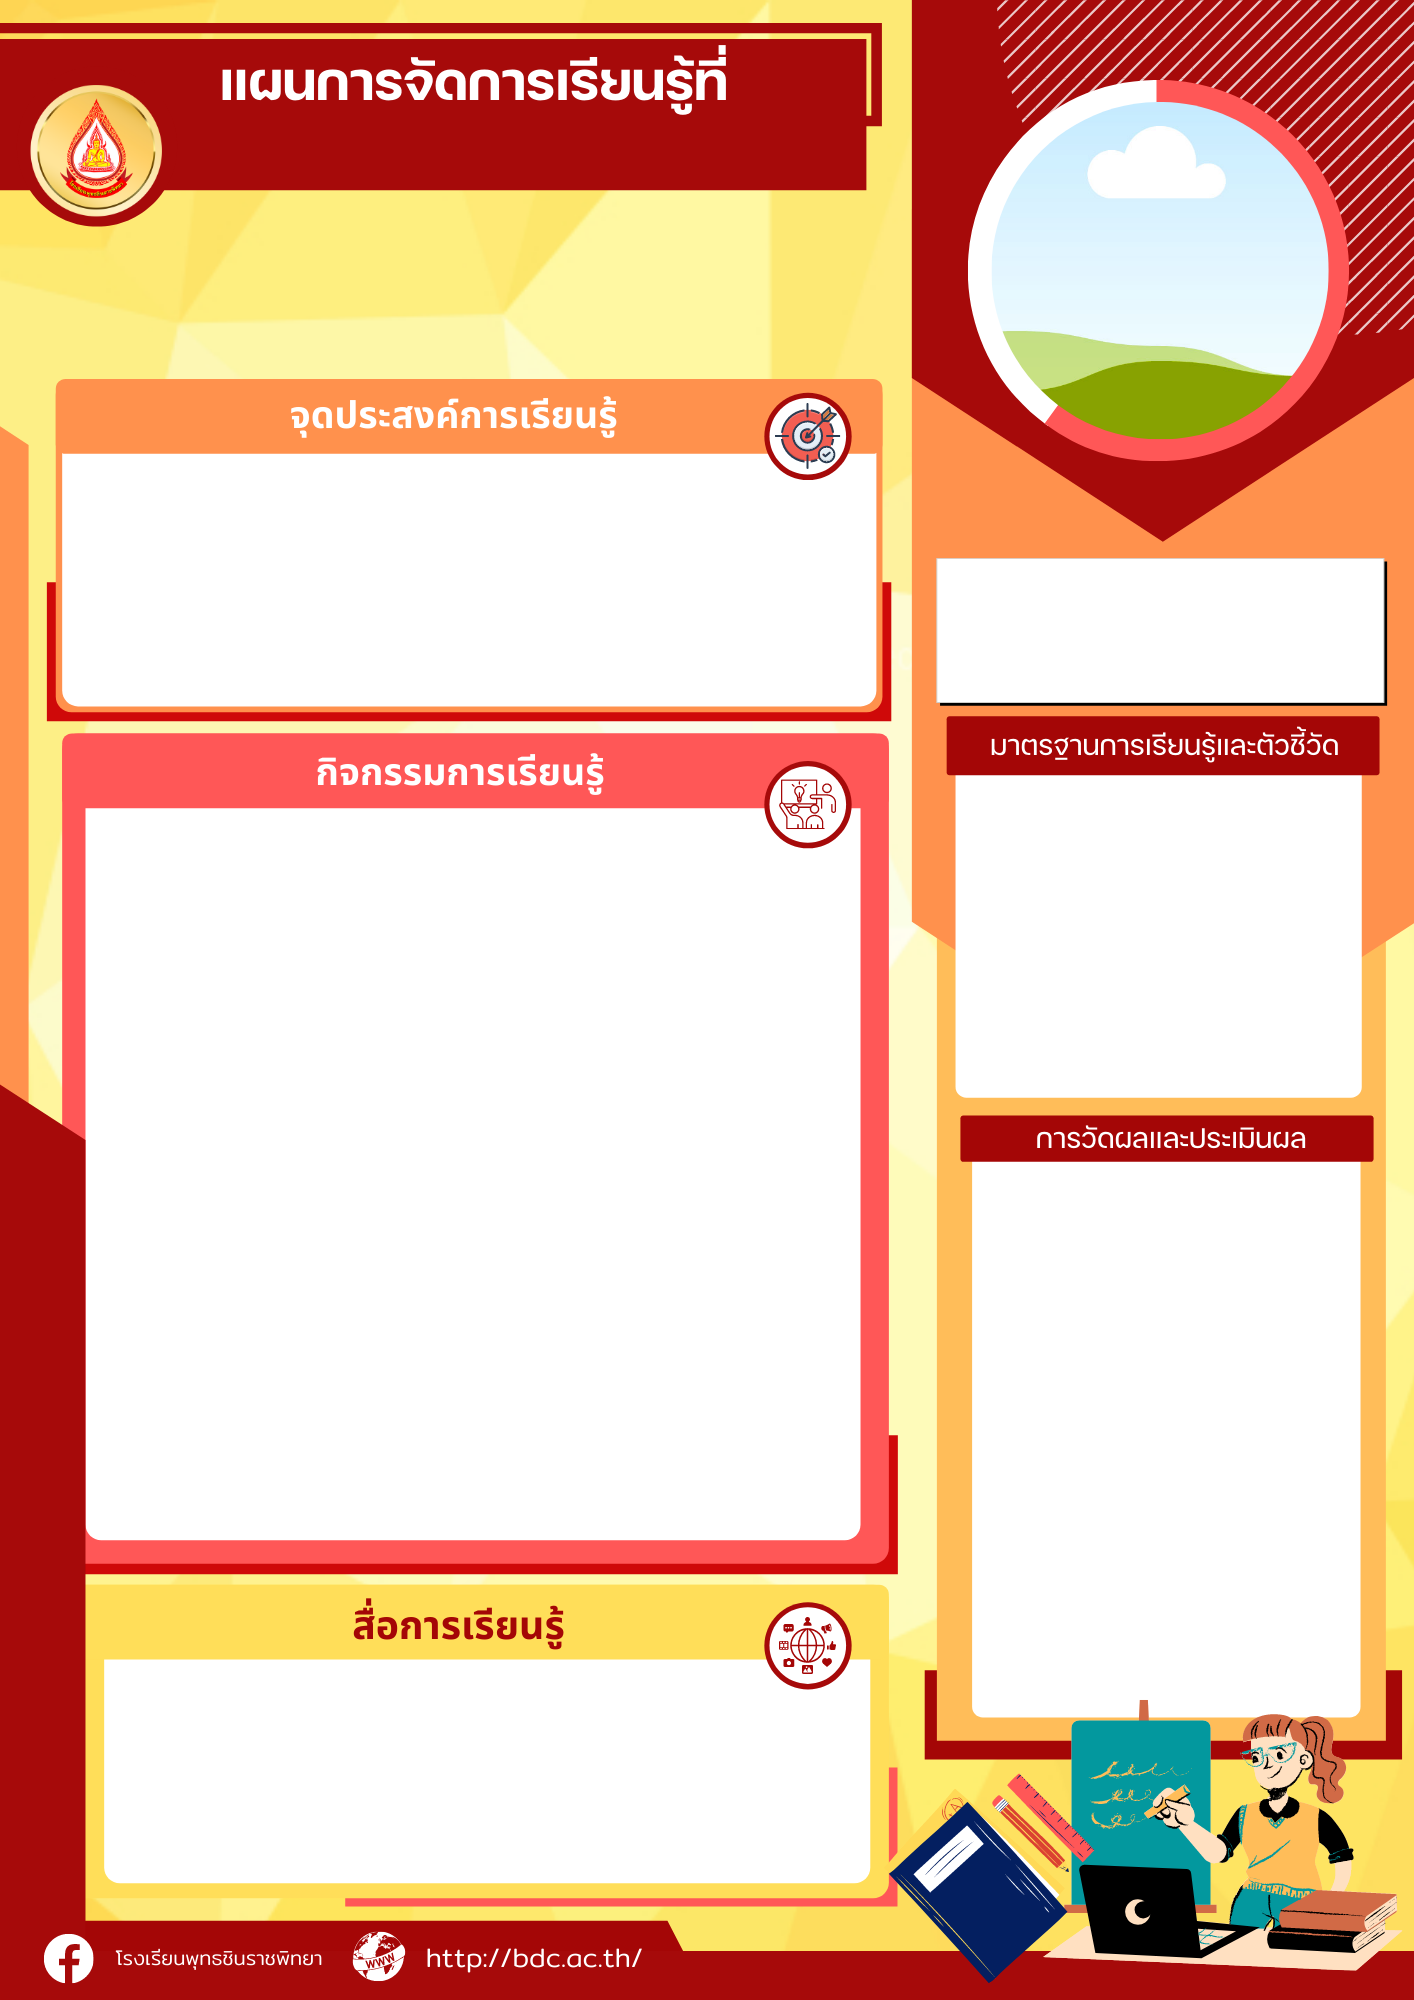 แผนการจัดการเรียนรู้ที่
จุดประสงค์การเรียนรู้
กิจกรรมการเรียนรู้
สื่อการเรียนรู้
มาตรฐานการเรียนรู้และตัวชี้วัด
การวัดผลและประเมินผล
โรงเรียนพุทธชินราชพิทยา
WWW
http://bdc.ac.th/